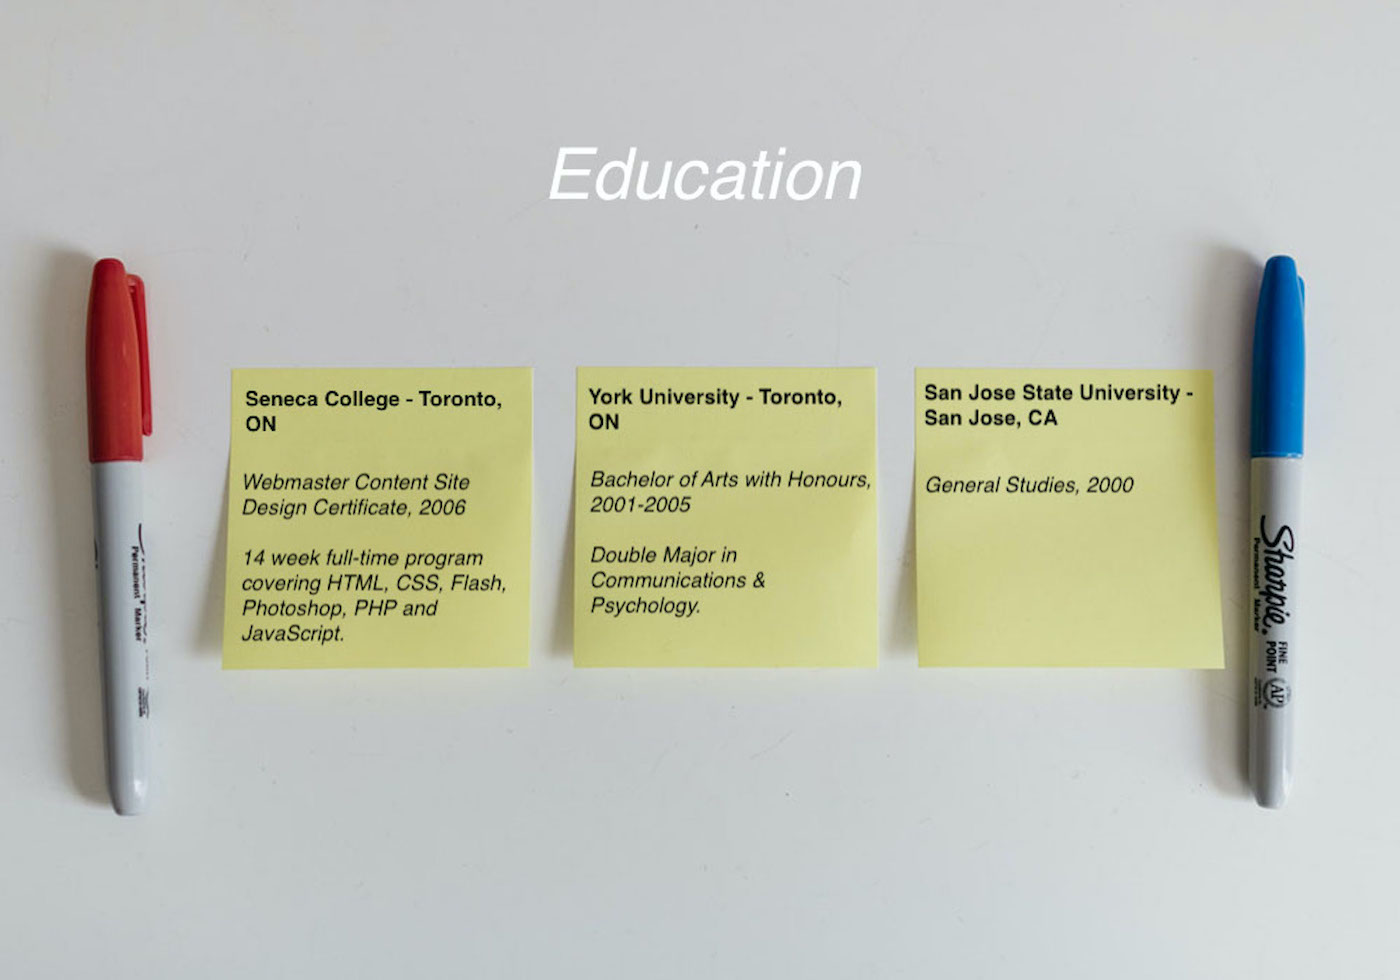 Education
Seneca College - Toronto,
ON
Webmaster Content Site
Design Certificate, 2006
14 week full-time program
covering HTML, CSS, Flash,
Photoshop, PHP and
JavaScript.
York University - Toronto,
ON
Bachelor of Arts with Honours,
2001-2005
Double Major in
Communications &
Psychology.
San Jose State University -
San Jose, CA
General Studies, 2000
Permanent Marker
Sharpie.
Permanent Marker
FINE
POINT
AP